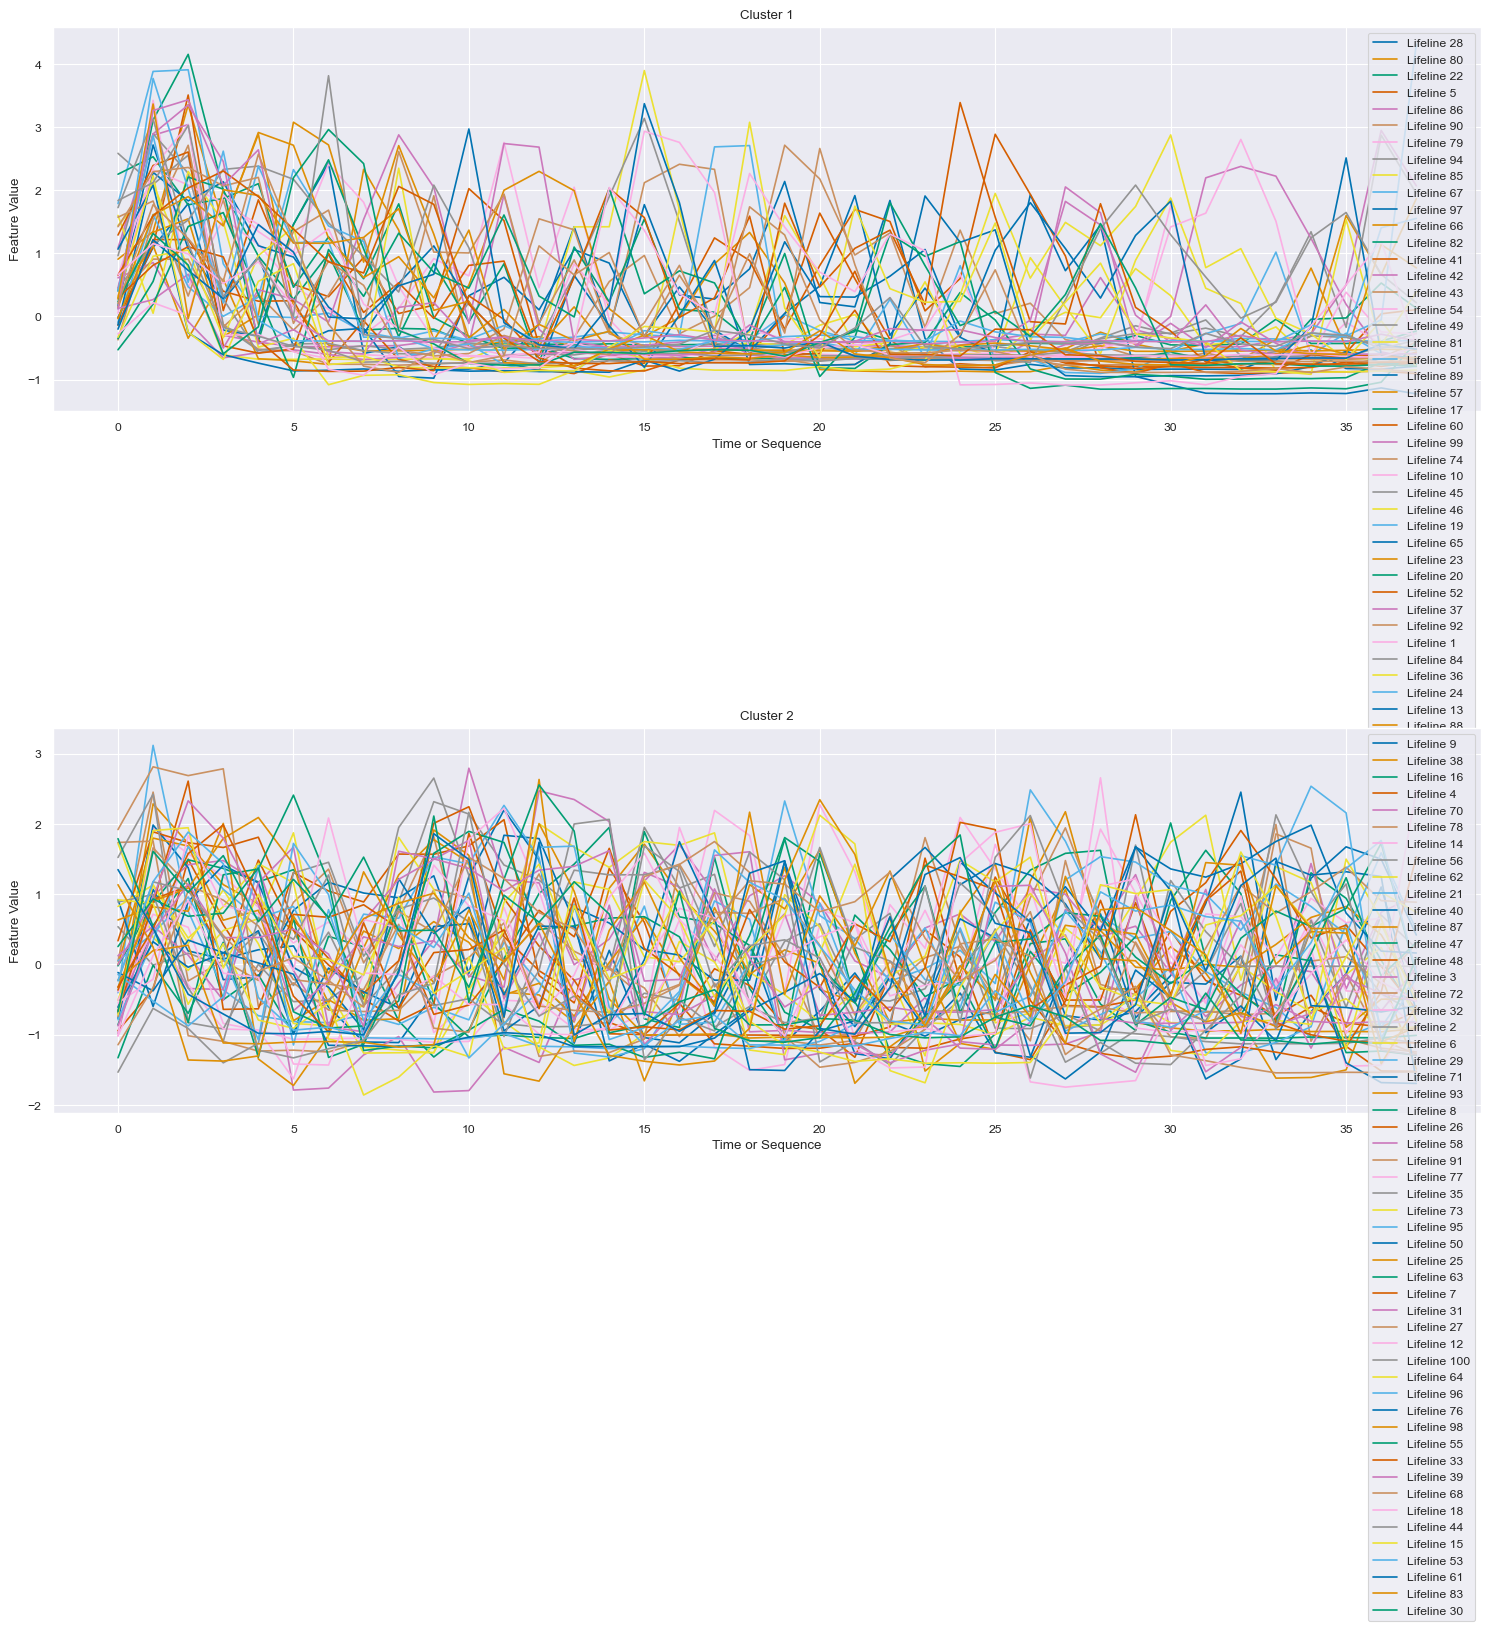 Cluster 1
4
3
2
1
0
−1
Feature Value
0 5 10 15 20 25 30 35
Time or Sequence
Lifeline 28
Lifeline 80
Lifeline 22
Lifeline 5
Lifeline 86
Lifeline 90
Lifeline 79
Lifeline 94
Lifeline 85
Lifeline 67
Lifeline 97
Lifeline 66
Lifeline 82
Lifeline 41
Lifeline 42
Lifeline 43
Lifeline 54
Lifeline 49
Lifeline 81
Lifeline 51
Lifeline 89
Lifeline 57
Lifeline 17
Lifeline 60
Lifeline 99
Lifeline 74
Lifeline 10
Lifeline 45
Lifeline 46
Lifeline 19
Lifeline 65
Lifeline 23
Lifeline 20
Lifeline 52
Lifeline 37
Lifeline 92
Lifeline 1
Lifeline 84
Lifeline 36
Lifeline 24
Lifeline 13
Lifeline 88
Cluster 2
3
2
1
0
−1
−2
Feature Value
0 5 10 15 20 25 30 35
Time or Sequence
Lifeline 9
Lifeline 38
Lifeline 16
Lifeline 4
Lifeline 70
Lifeline 78
Lifeline 14
Lifeline 56
Lifeline 62
Lifeline 21
Lifeline 40
Lifeline 87
Lifeline 47
Lifeline 48
Lifeline 3
Lifeline 72
Lifeline 32
Lifeline 2
Lifeline 6
Lifeline 29
Lifeline 71
Lifeline 93
Lifeline 8
Lifeline 26
Lifeline 58
Lifeline 91
Lifeline 77
Lifeline 35
Lifeline 73
Lifeline 95
Lifeline 50
Lifeline 25
Lifeline 63
Lifeline 7
Lifeline 31
Lifeline 27
Lifeline 12
Lifeline 100
Lifeline 64
Lifeline 96
Lifeline 76
Lifeline 98
Lifeline 55
Lifeline 33
Lifeline 39
Lifeline 68
Lifeline 18
Lifeline 44
Lifeline 15
Lifeline 53
Lifeline 61
Lifeline 83
Lifeline 30